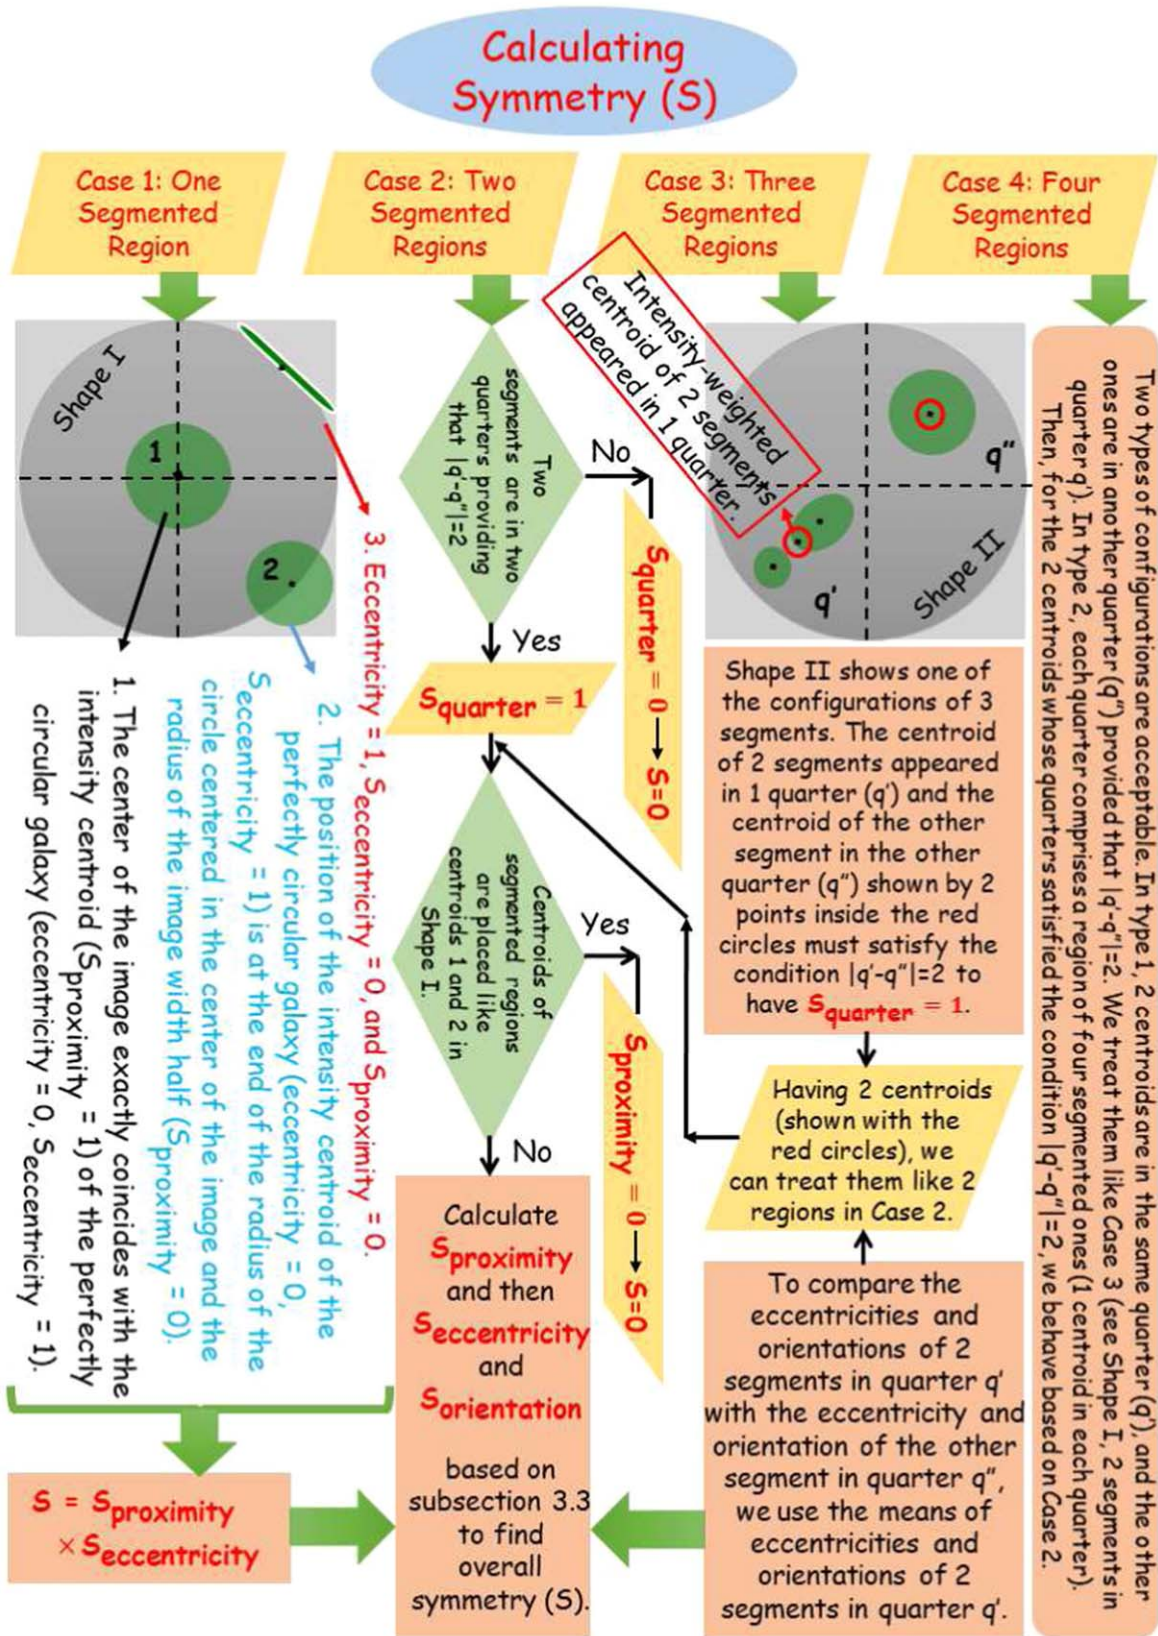 Calculating
Symmetry (S)
Case 1: One
Segmented
Region
Case 2: Two
Segmented
Regions
Case 3: Three
Segmented
Regions
Case 4: Four
Segmented
Regions
Shape I
1
2
3. Eccentricity = 1, Seccentricity = 0, and Sproximity = 0.
2. The position of the intensity centroid of the
perfectly circular galaxy (eccentricity = 0,
Seccentricity = 1) is at the end of the radius of the
circle centered in the center of the image and the
radius of the image width half (Sproximity = 0).
1. The center of the image exactly coincides with the
intensity centroid (Sproximity = 1) of the perfectly
circular galaxy (eccentricity = 0, Seccentricity = 1).
S = Sproximity
× Seccentricity
Two
segments are in two
quarters providing
that |q'-q"|=2
No
Squarter = 0 → S=0
Yes
Squarter = 1
Centroids of
segmented regions
are placed like
centroids 1 and 2 in
Shape I.
Yes
Sproximity = 0 → S=0
No
Calculate
Sproximity
and then
Seccentricity
and
Sorientation
based on
subsection 3.3
to find
overall
symmetry (S).
Intensity-weighted
centroid of 2 segments
appeared in 1 quarter.
q"
q'
Shape II
Shape II shows one of
the configurations of 3
segments. The centroid
of 2 segments appeared
in 1 quarter (q') and the
centroid of the other
segment in the other
quarter (q") shown by 2
points inside the red
circles must satisfy the
condition |q'-q"|=2 to
have Squarter = 1.
Having 2 centroids
(shown with the
red circles), we
can treat them like 2
regions in Case 2.
To compare the
eccentricities and
orientations of 2
segments in quarter q'
with the eccentricity and
orientation of the other
segment in quarter q",
we use the means of
eccentricities and
orientations of 2
segments in quarter q'.
Two types of configurations are acceptable. In type 1, 2 centroids are in the same quarter (q'), and the other
ones are in another quarter (q") provided that |q'-q"|=2. We treat them like Case 3 (see Shape I, 2 segments in
quarter q'). In type 2, each quarter comprises a region of four segmented ones (1 centroid in each quarter).
Then, for the 2 centroids whose quarters satisfied the condition |q'-q"|=2, we behave based on Case 2.